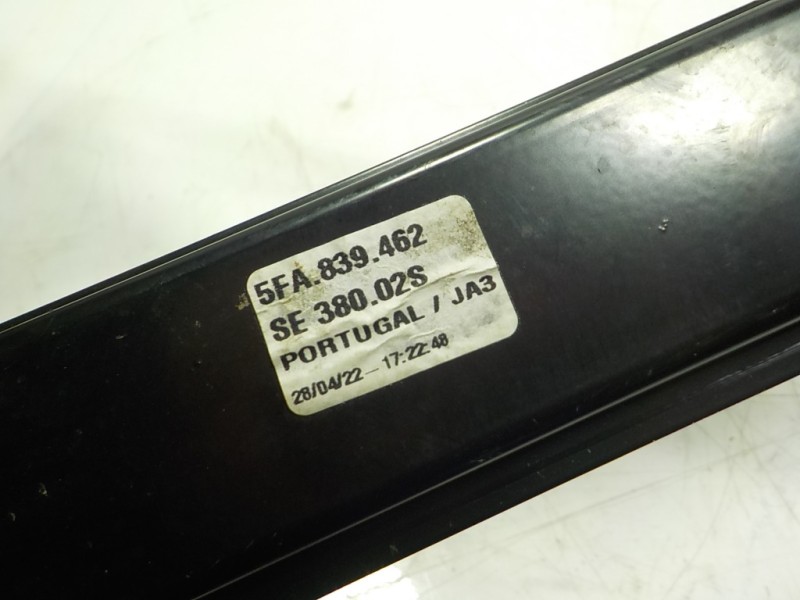 5FA.839.462
SE 380.02S
PORTUGAL / JA3
28/04/22 - 17:22:48